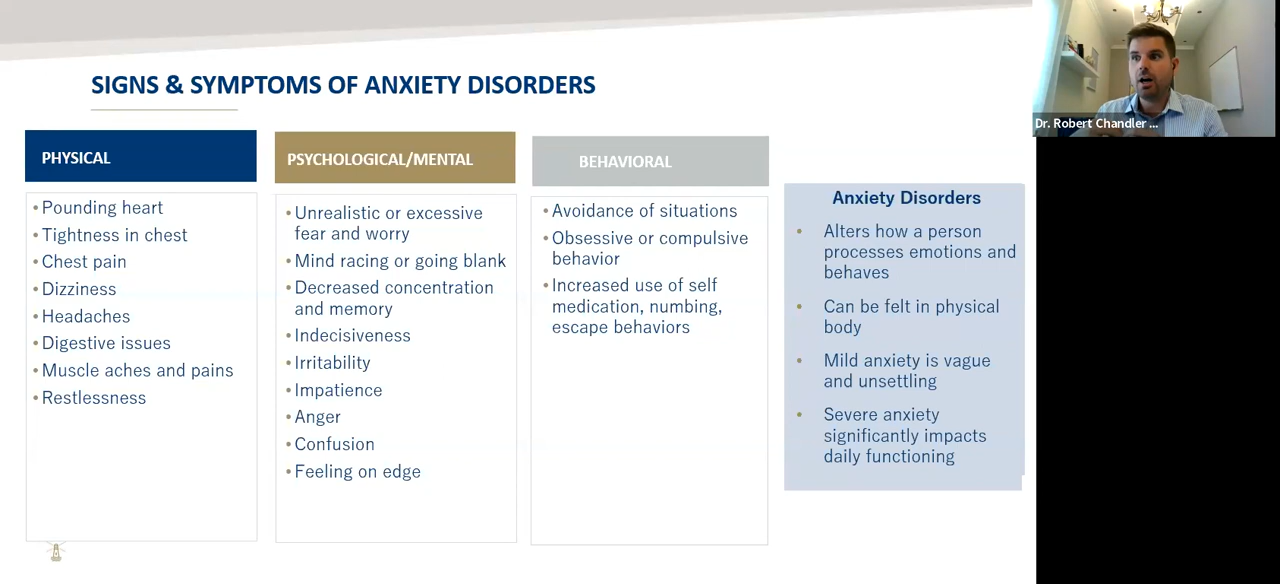 SIGNS & SYMPTOMS OF ANXIETY DISORDERS
PHYSICAL
• Pounding heart
• Tightness in chest
• Chest pain
• Dizziness
• Headaches
• Digestive issues
• Muscle aches and pains
• Restlessness
PSYCHOLOGICAL/MENTAL
• Unrealistic or excessive
fear and worry
• Mind racing or going blank
• Decreased concentration
and memory
• Indecisiveness
• Irritability
• Impatience
• Anger
• Confusion
• Feeling on edge
BEHAVIORAL
• Avoidance of situations
• Obsessive or compulsive
behavior
• Increased use of self
medication, numbing,
escape behaviors
Anxiety Disorders
• Alters how a person
processes emotions and
behaves
• Can be felt in physical
body
• Mild anxiety is vague
and unsettling
• Severe anxiety
significantly impacts
daily functioning
Dr. Robert Chandler ...